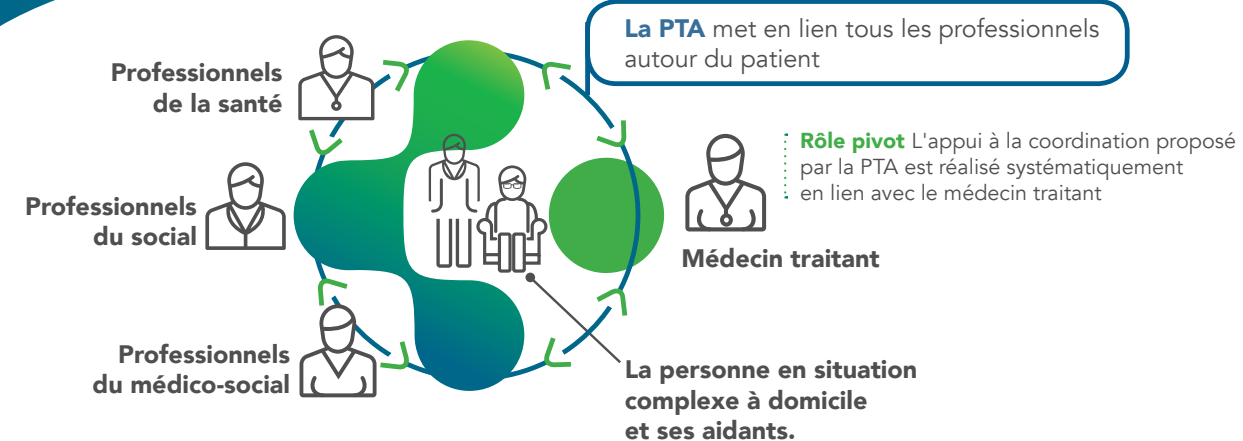 La PTA met en lien tous les professionnels
autour du patient
Professionnels
de la santé
Rôle pivot L'appui à la coordination proposé
par la PTA est réalisé systématiquement
en lien avec le médecin traitant
Professionnels
du social
Médecin traitant
Professionnels
du médico-social
La personne en situation
complexe à domicile
et ses aidants.